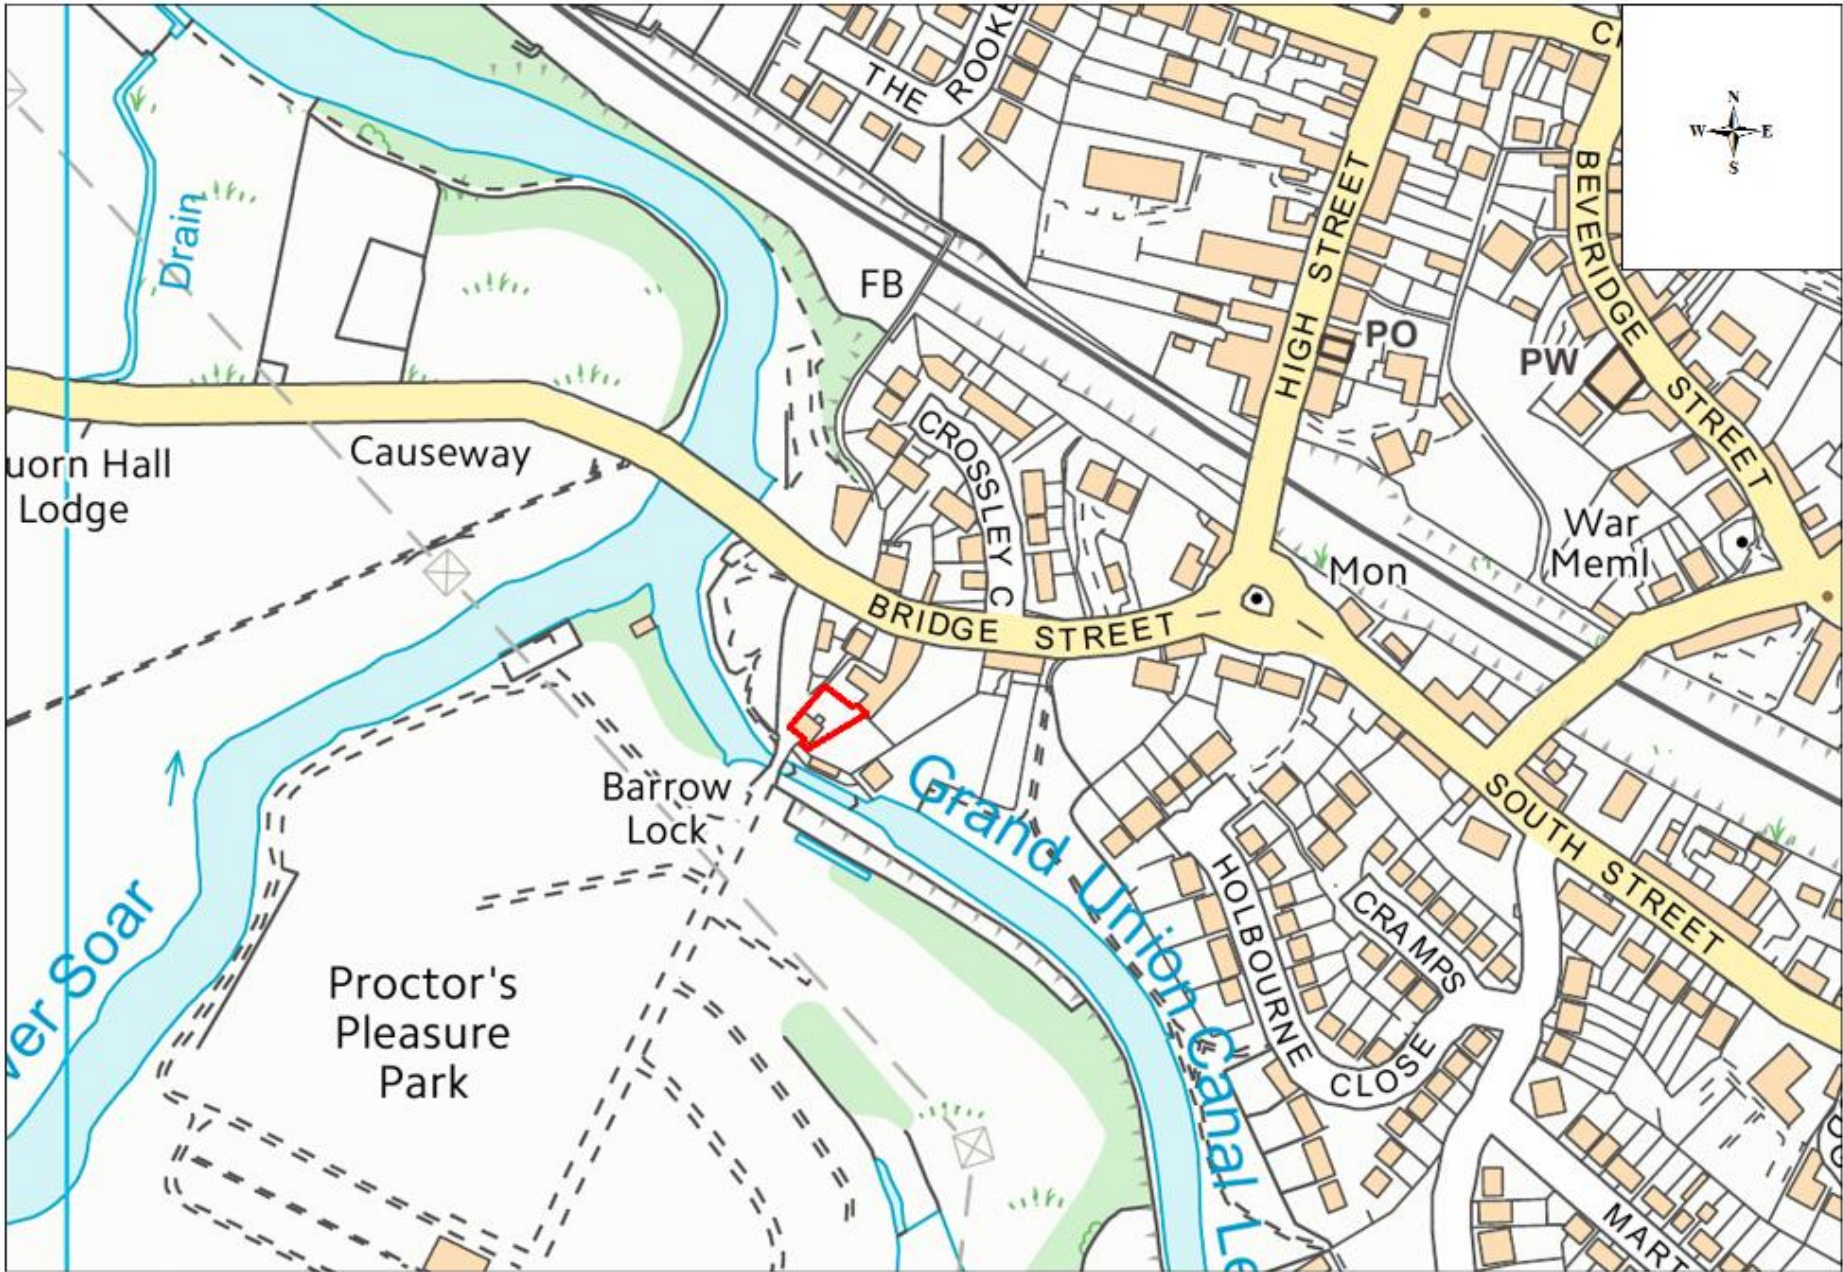 THE ROOKE
N
W E
S
Drain
FB
HIGH STREET
BEVERIDGE STREET
PO
PW
uorn Hall
Lodge
Causeway
CROSSLEY C
War
Meml
Mon
BRIDGE STREET
Barrow
Lock
Grand Union Canal Le
SOUTH STREET
HOLBOURNE
CLOSE
CRAMPS
ver Soar
Proctor's
Pleasure
Park
MART